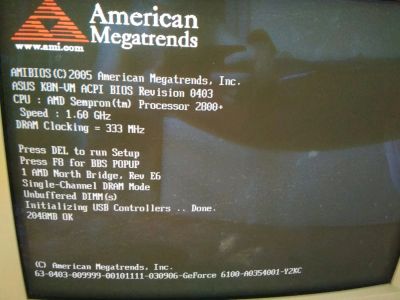 American
Megatrends
www.ami.com
AMIBIOS(C)2005 American Megatrends, Inc.
ASUS K8N-VM ACPI BIOS Revision 0403
CPU : AMD Sempron(tm) Processor 2800+
Speed : 1.60 GHz
DRAM Clocking = 333 MHz
Press DEL to run Setup
Press F8 for BBS POPUP
1 AMD North Bridge, Rev E6
Single-Channel DRAM Mode
Unbuffered DIMM(s)
Initializing USB Controllers .. Done.
2048MB OK
(C) American Megatrends, Inc.
63-0403-009999-00101111-030906-GeForce 6100-A0354001-Y2KC